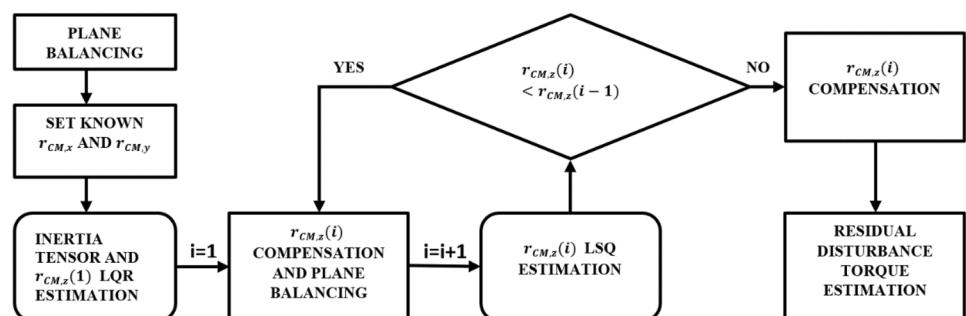 PLANE
BALANCING
SET KNOWN
r_{CM,x} AND r_{CM,y}
INERTIA
TENSOR AND
r_{CM,z}(1) LQR
ESTIMATION
i=1
r_{CM,z}(i)
COMPENSATION
AND PLANE
BALANCING
i=i+1
r_{CM,z}(i) LSQ
ESTIMATION
r_{CM,z}(i)
< r_{CM,z}(i − 1)
YES
NO
r_{CM,z}(i)
COMPENSATION
RESIDUAL
DISTURBANCE
TORQUE
ESTIMATION